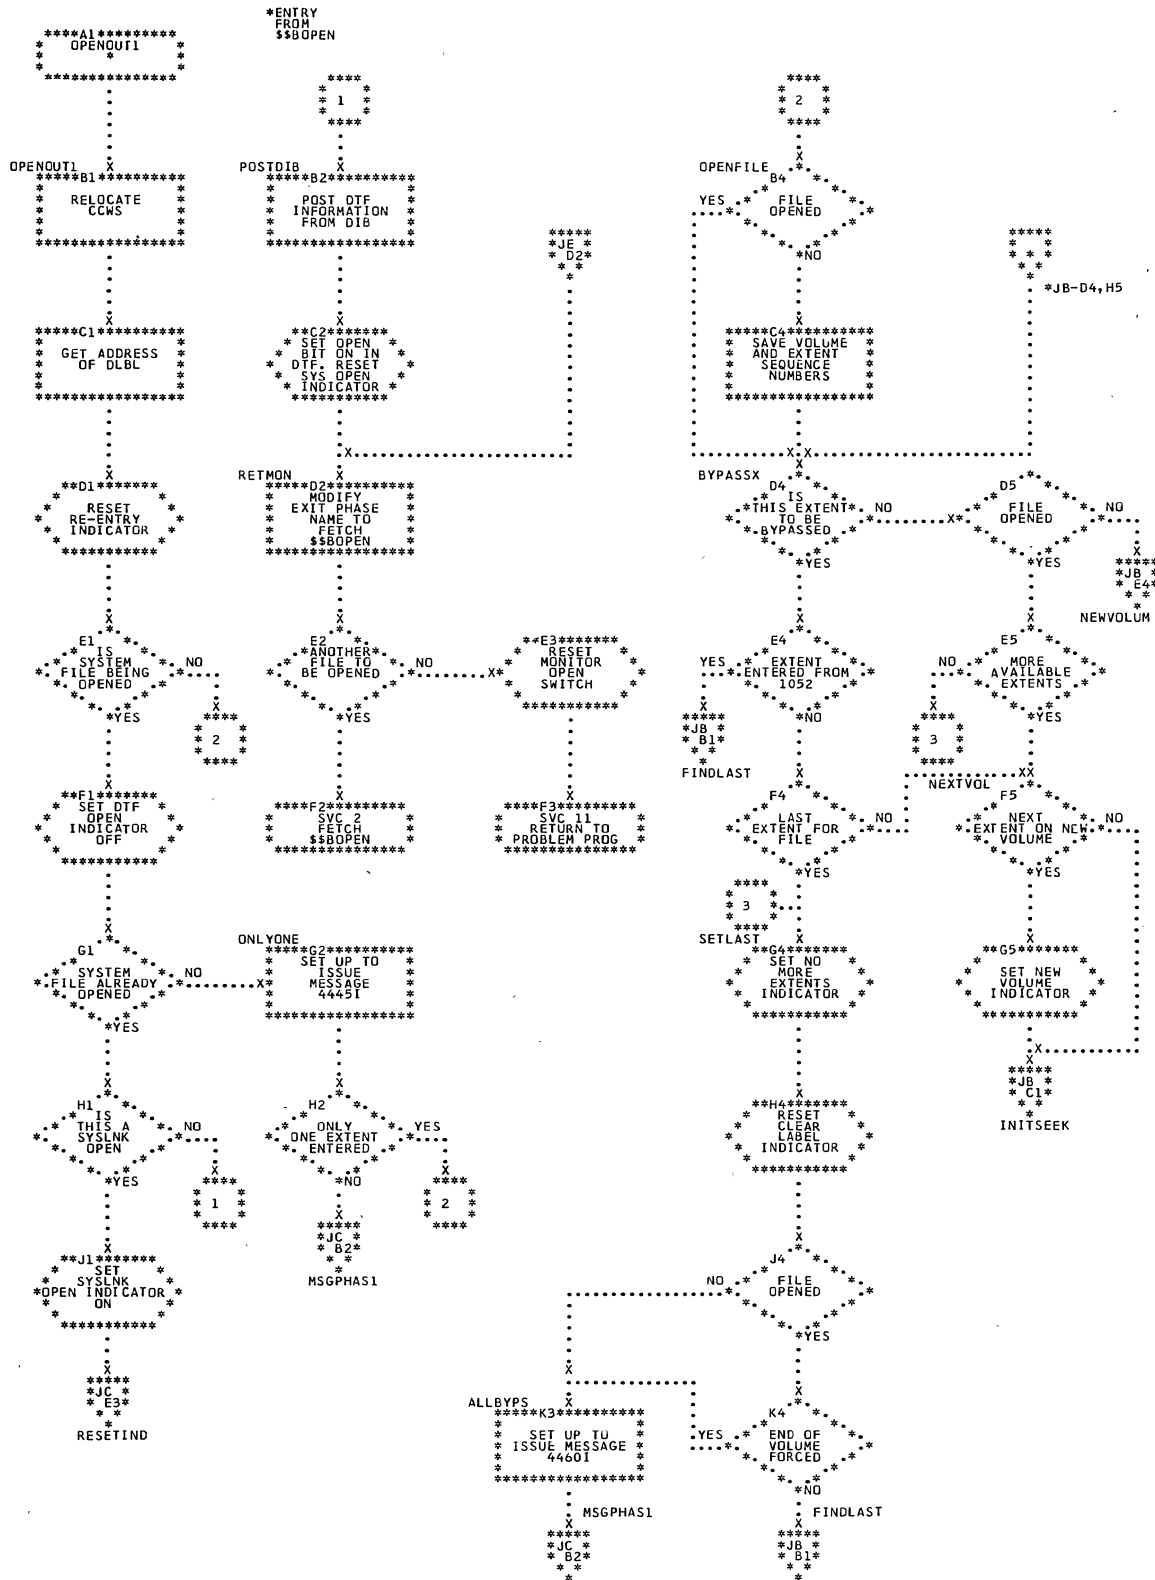 *ENTRY
FROM
$$BOPEN
A1
OPENOUT1
*
1
2
OPENOUT1
B1
RELOCATE
CCWS
POSTDIB
B2
POST DTF
INFORMATION
FROM DIB
OPENFILE
B4
FILE
OPENED
YES
NO
JE
D2
*JB-D4,H5
C1
GET ADDRESS
OF DLBL
C2
SET OPEN
BIT ON IN
DTF. RESET
SYS OPEN
INDICATOR
C4
SAVE VOLUME
AND EXTENT
SEQUENCE
NUMBERS
D1
RESET
RE-ENTRY
INDICATOR
RETMON
D2
MODIFY
EXIT PHASE
NAME TO
FETCH
$$BOPEN
BYPASSX
D4
IS
THIS EXTENT
TO BE
BYPASSED
NO
YES
D5
FILE
OPENED
NO
YES
JB
E4
NEWVOLUM
E1
IS
SYSTEM
FILE BEING
OPENED
NO
YES
2
E2
ANOTHER
FILE TO
BE OPENED
NO
YES
E3
RESET
MONITOR
OPEN
SWITCH
E4
EXTENT
ENTERED FROM
1052
YES
NO
JB
B1
FINDLAST
E5
MORE
AVAILABLE
EXTENTS
NO
YES
3
F1
SET DTF
OPEN
INDICATOR
OFF
F2
SVC 2
FETCH
$$BOPEN
F3
SVC 11
RETURN TO
PROBLEM PROG
F4
LAST
EXTENT FOR
FILE
NO
YES
NEXTVOL
F5
NEXT
EXTENT ON NEW
VOLUME
NO
YES
3
G1
SYSTEM
FILE ALREADY
OPENED
NO
YES
ONLYONE
G2
SET UP TO
ISSUE
MESSAGE
4445I
SETLAST
G4
SET NO
MORE
EXTENTS
INDICATOR
G5
SET NEW
VOLUME
INDICATOR
JB
C1
INITSEEK
H1
IS
THIS A
SYSLNK
OPEN
NO
YES
1
H2
ONLY
ONE EXTENT
ENTERED
YES
NO
2
JC
B2
MSGPHAS1
H4
RESET
CLEAR
LABEL
INDICATOR
J1
SET
SYSLNK
OPEN INDICATOR
ON
JC
E3
RESETIND
J4
FILE
OPENED
NO
YES
ALLBYPS
K3
SET UP TO
ISSUE MESSAGE
4460I
K4
END OF
VOLUME
FORCED
YES
NO
MSGPHAS1
JC
B2
FINDLAST
JB
B1